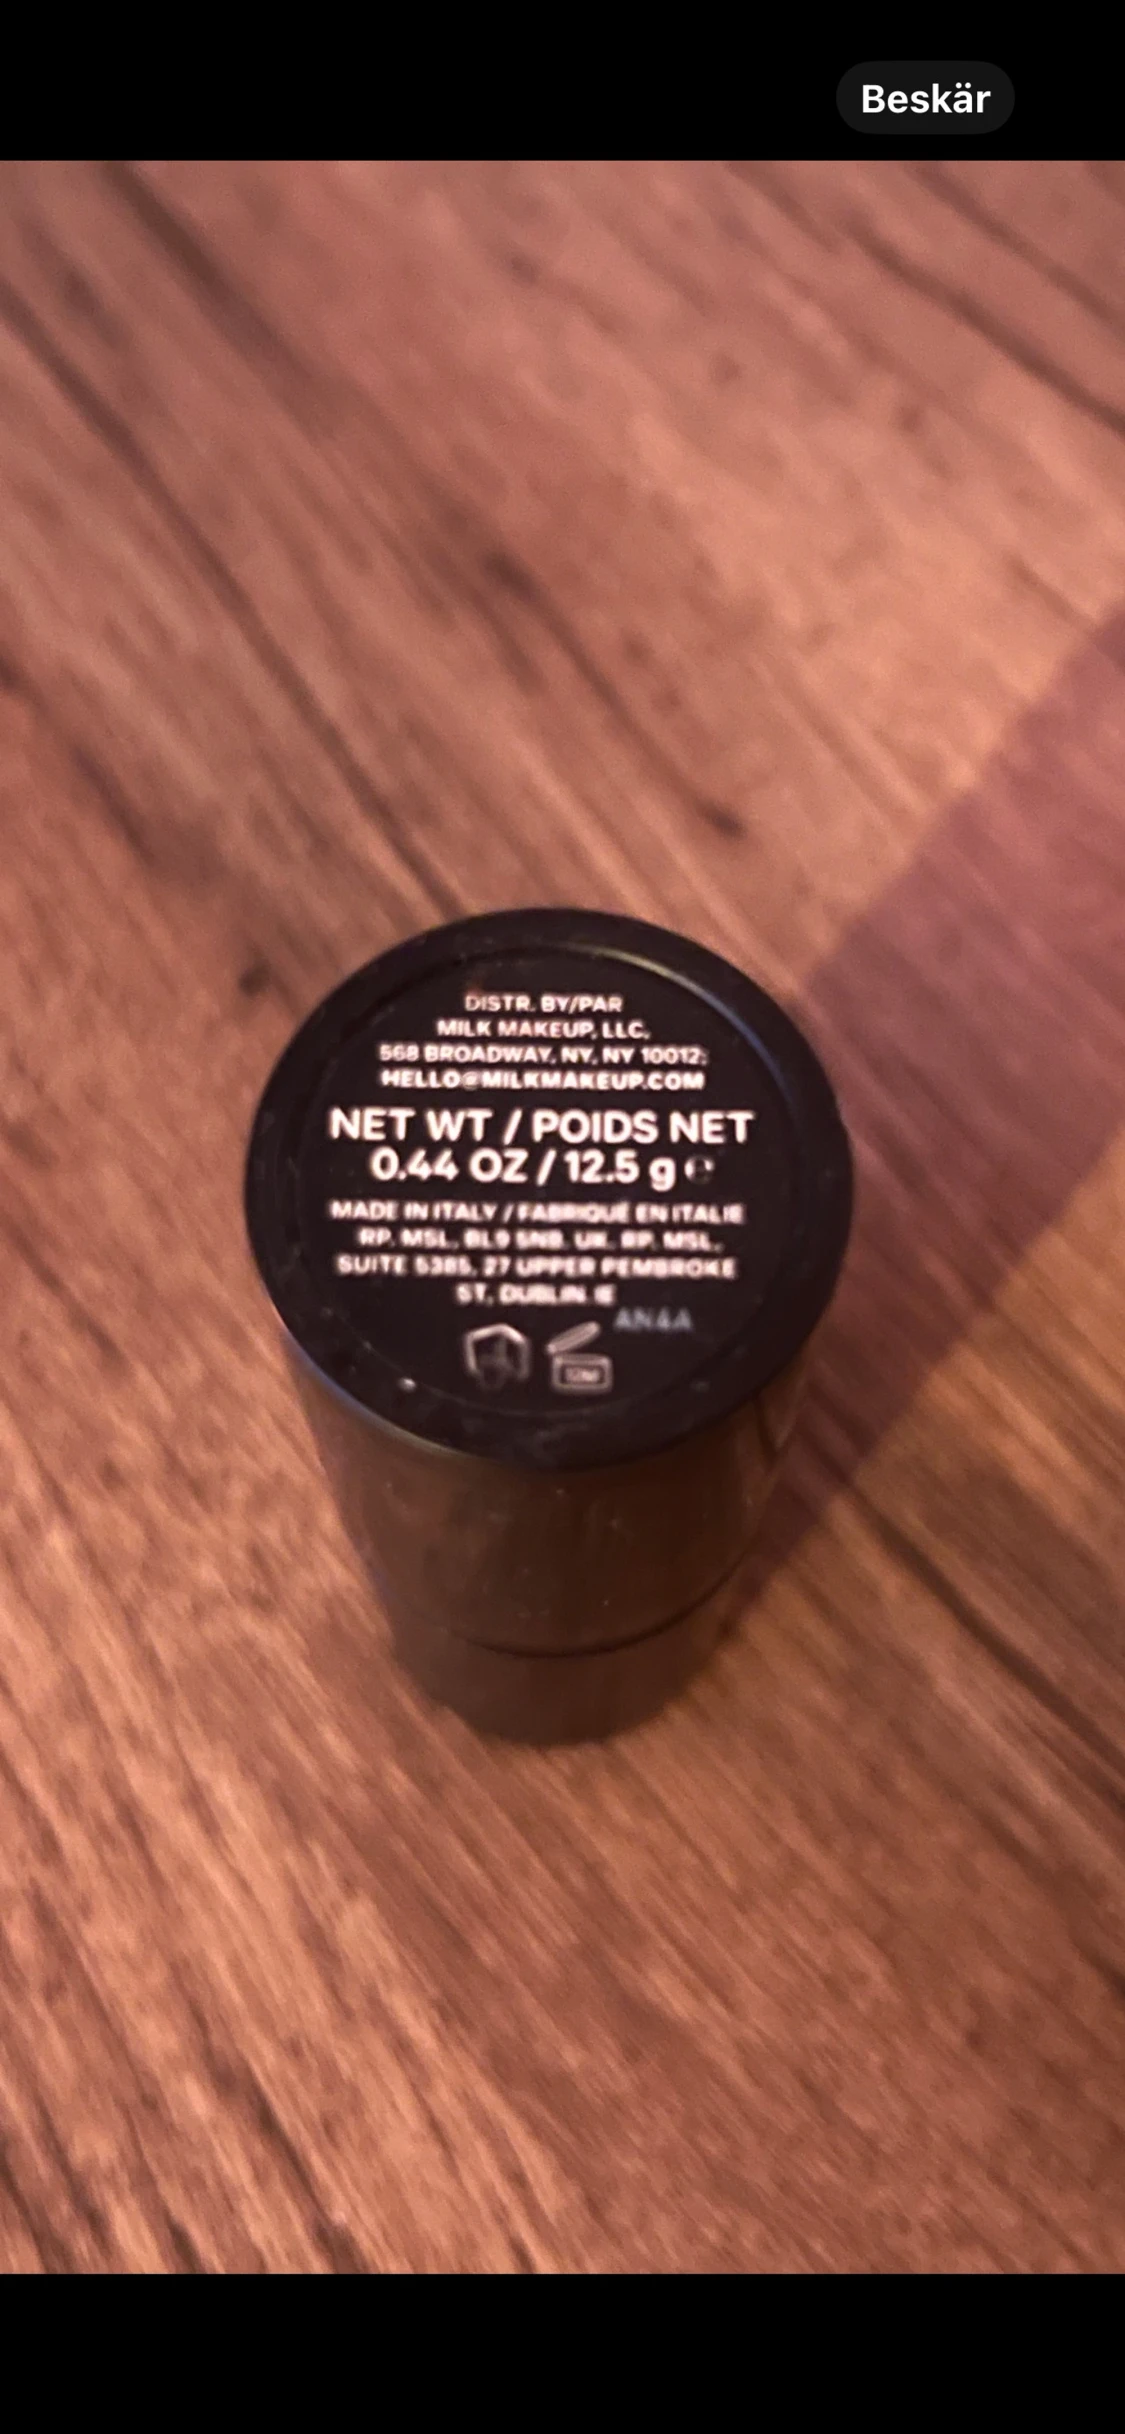 Beskär
DISTR. BY/PAR
MILK MAKEUP, LLC,
568 BROADWAY, NY, NY 10012;
HELLO@MILKMAKEUP.COM
NET WT / POIDS NET
0.44 OZ / 12.5 g e
MADE IN ITALY / FABRIQUÉ EN ITALIE
RP. MSL, BL9 5NB. UK. RP. MSL,
SUITE 5385, 27 UPPER PEMBROKE
ST, DUBLIN. IE
AN4A